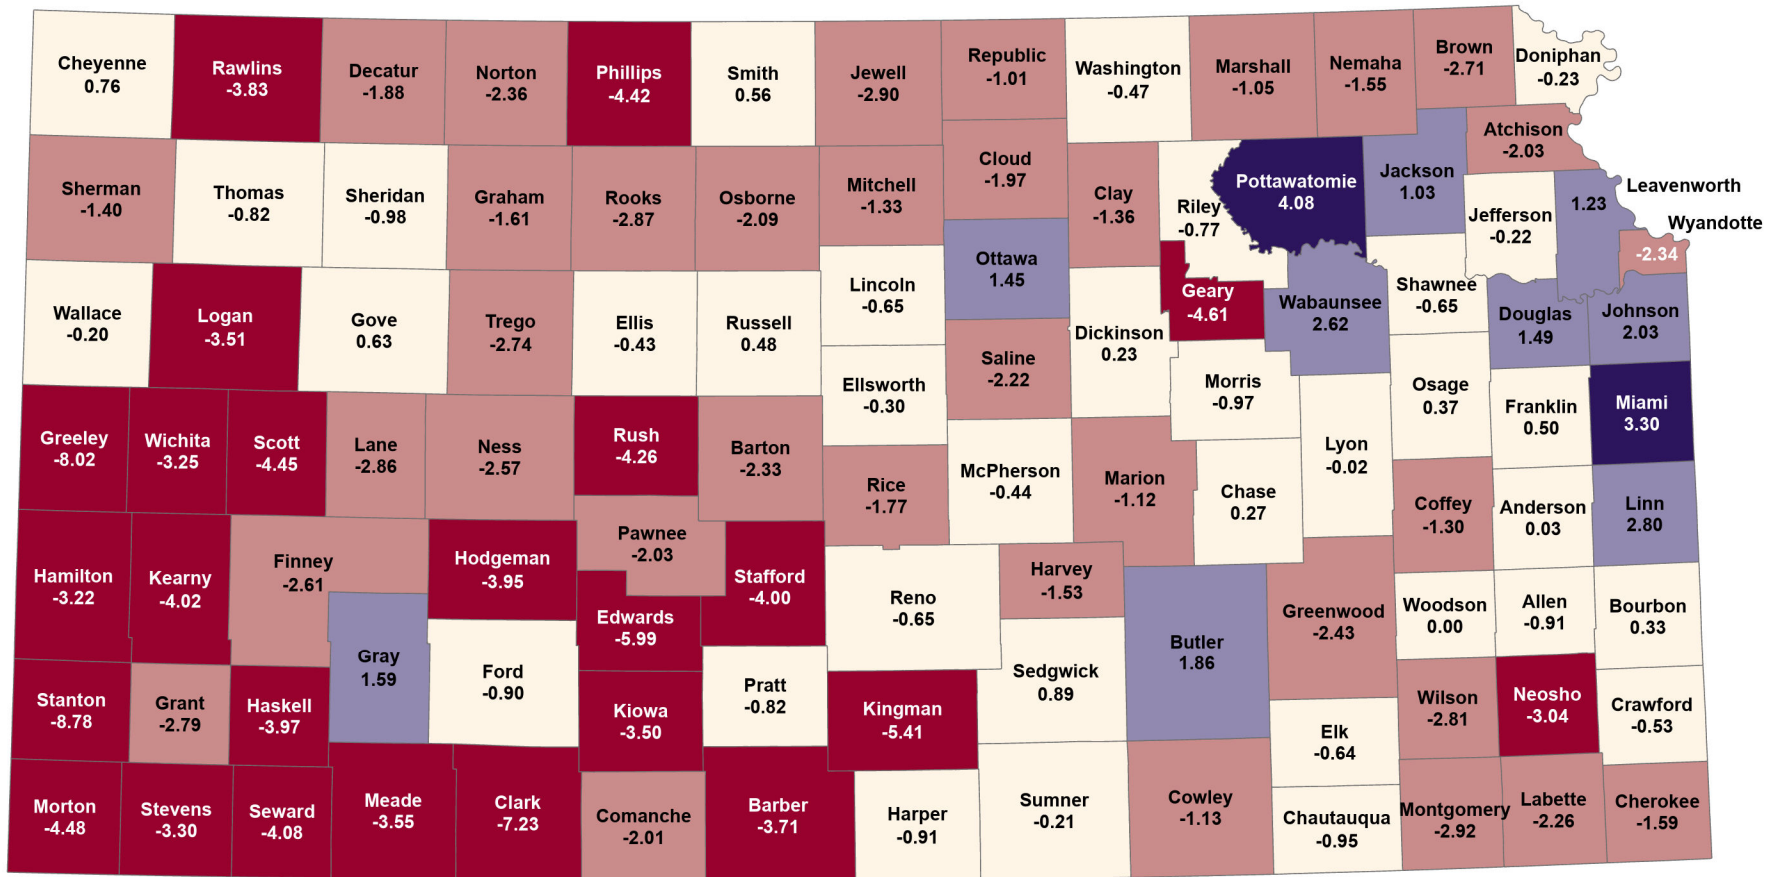 Cheyenne
0.76
Rawlins
-3.83
Decatur
-1.88
Norton
-2.36
Phillips
-4.42
Smith
0.56
Jewell
-2.90
Republic
-1.01
Washington
-0.47
Marshall
-1.05
Nemaha
-1.55
Brown
-2.71
Doniphan
-0.23
Sherman
-1.40
Thomas
-0.82
Sheridan
-0.98
Graham
-1.61
Rooks
-2.87
Osborne
-2.09
Mitchell
-1.33
Cloud
-1.97
Clay
-1.36
Riley
-0.77
Pottawatomie
4.08
Jackson
1.03
Atchison
-2.03
Jefferson
-0.22
Leavenworth
1.23
Wyandotte
-2.34
Wallace
-0.20
Logan
-3.51
Gove
0.63
Trego
-2.74
Ellis
-0.43
Russell
0.48
Lincoln
-0.65
Ottawa
1.45
Saline
-2.22
Dickinson
0.23
Geary
-4.61
Wabaunsee
2.62
Shawnee
-0.65
Douglas
1.49
Johnson
2.03
Greeley
-8.02
Wichita
-3.25
Scott
-4.45
Lane
-2.86
Ness
-2.57
Rush
-4.26
Barton
-2.33
Ellsworth
-0.30
Rice
-1.77
McPherson
-0.44
Marion
-1.12
Morris
-0.97
Chase
0.27
Lyon
-0.02
Osage
0.37
Franklin
0.50
Miami
3.30
Coffey
-1.30
Anderson
0.03
Linn
2.80
Hamilton
-3.22
Kearny
-4.02
Finney
-2.61
Hodgeman
-3.95
Pawnee
-2.03
Edwards
-5.99
Stafford
-4.00
Reno
-0.65
Harvey
-1.53
Butler
1.86
Greenwood
-2.43
Woodson
0.00
Allen
-0.91
Bourbon
0.33
Stanton
-8.78
Grant
-2.79
Haskell
-3.97
Gray
1.59
Ford
-0.90
Kiowa
-3.50
Pratt
-0.82
Kingman
-5.41
Sedgwick
0.89
Elk
-0.64
Wilson
-2.81
Neosho
-3.04
Crawford
-0.53
Morton
-4.48
Stevens
-3.30
Seward
-4.08
Meade
-3.55
Clark
-7.23
Comanche
-2.01
Barber
-3.71
Harper
-0.91
Sumner
-0.21
Cowley
-1.13
Chautauqua
-0.95
Montgomery
-2.92
Labette
-2.26
Cherokee
-1.59